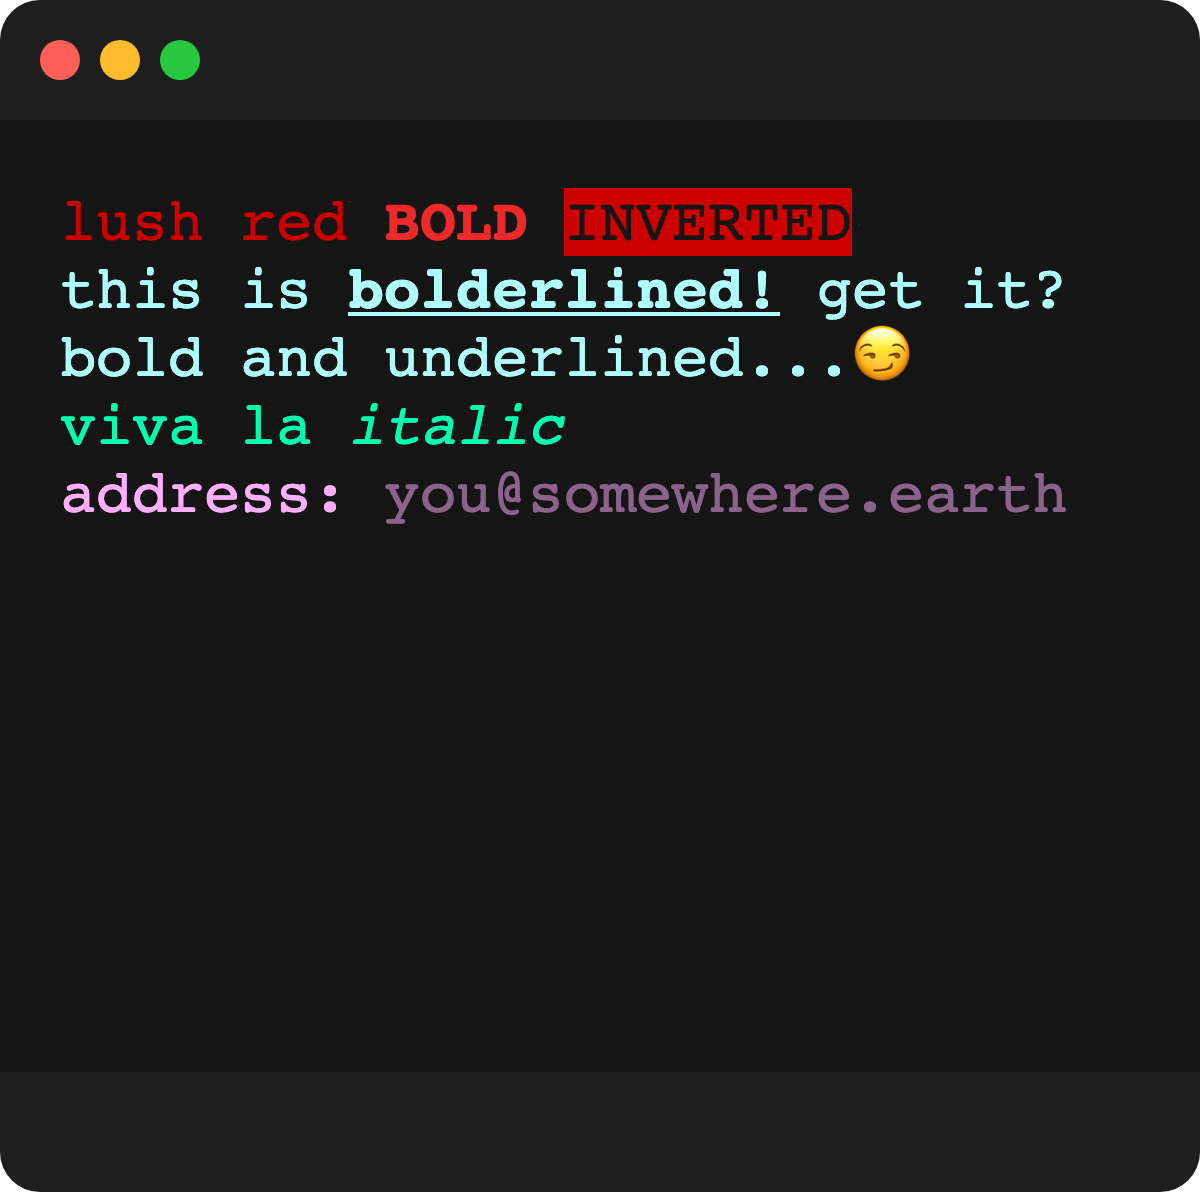 lush red BOLD INVERTED
this is bolderlined! get it?
bold and underlined...😏
viva la italic
address: you@somewhere.earth